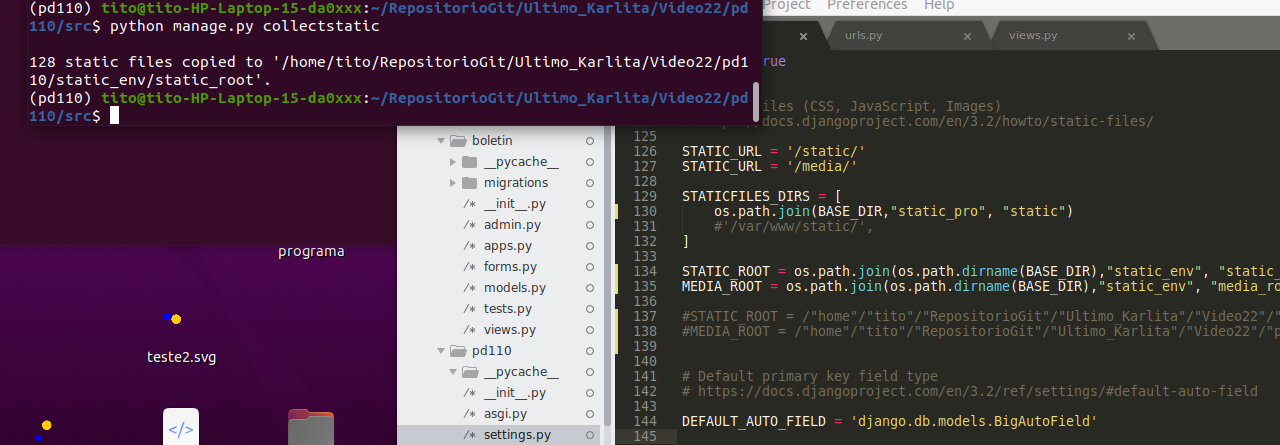 (pd110) tito@tito-HP-Laptop-15-da0xxx:~/RepositorioGit/Ultimo_Karlita/Video22/pd
110/src$ python manage.py collectstatic
128 static files copied to '/home/tito/RepositorioGit/Ultimo_Karlita/Video22/pd1
10/static_env/static_root'.
(pd110) tito@tito-HP-Laptop-15-da0xxx:~/RepositorioGit/Ultimo_Karlita/Video22/pd
110/src$
programa
teste2.svg
</>
boletin
__pycache__
migrations
/* __init__.py
/* admin.py
/* apps.py
/* forms.py
/* models.py
/* tests.py
/* views.py
pd110
__pycache__
/* __init__.py
/* asgi.py
/* settings.py
Project Preferences Help
× urls.py × views.py ×
rue
iles (CSS, JavaScript, Images)
docs.djangoproject.com/en/3.2/howto/static-files/
125
126 STATIC_URL = '/static/'
127 STATIC_URL = '/media/'
128
129 STATICFILES_DIRS = [
130 os.path.join(BASE_DIR,"static_pro", "static")
131 #'/var/www/static/',
132 ]
133
134 STATIC_ROOT = os.path.join(os.path.dirname(BASE_DIR),"static_env", "static_
135 MEDIA_ROOT = os.path.join(os.path.dirname(BASE_DIR),"static_env", "media_ro
136
137 #STATIC_ROOT = /"home"/"tito"/"RepositorioGit"/"Ultimo_Karlita"/"Video22"/"
138 #MEDIA_ROOT = /"home"/"tito"/"RepositorioGit"/"Ultimo_Karlita"/"Video22"/"p
139
140
141 # Default primary key field type
142 # https://docs.djangoproject.com/en/3.2/ref/settings/#default-auto-field
143
144 DEFAULT_AUTO_FIELD = 'django.db.models.BigAutoField'
145